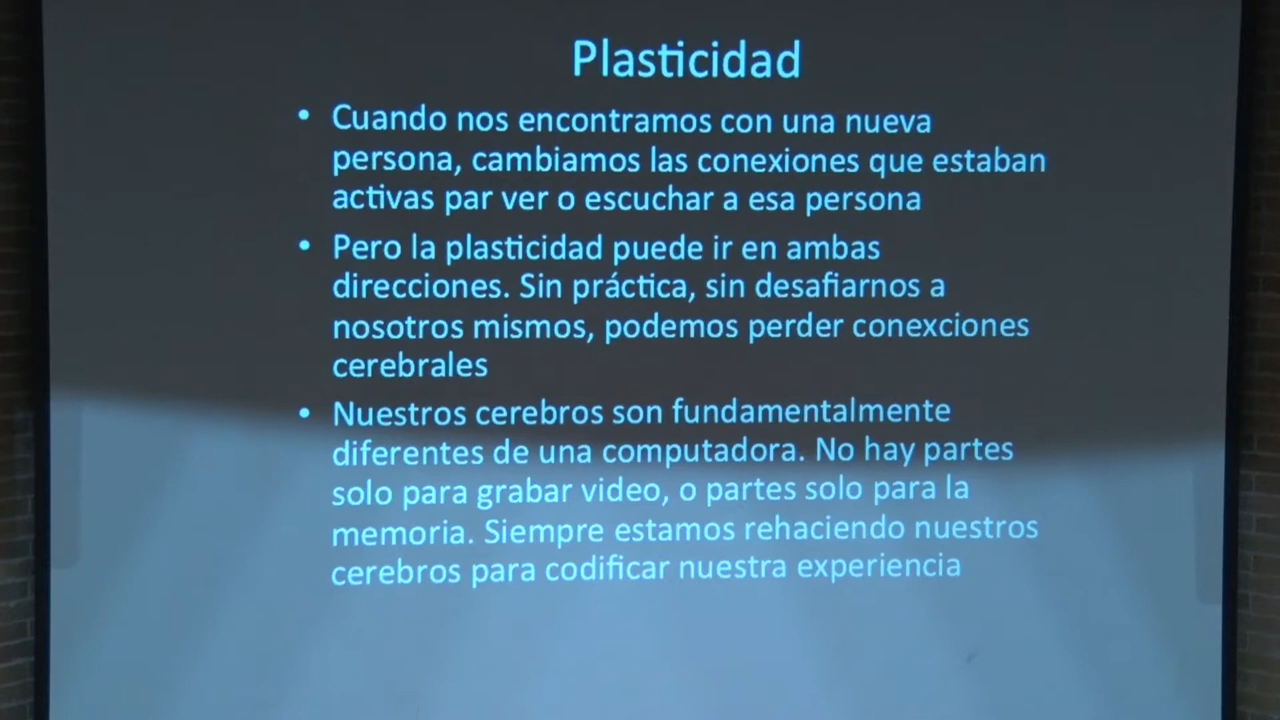 Plasticidad
• Cuando nos encontramos con una nueva
persona, cambiamos las conexiones que estaban
activas par ver o escuchar a esa persona
• Pero la plasticidad puede ir en ambas
direcciones. Sin práctica, sin desafiarnos a
nosotros mismos, podemos perder conexciones
cerebrales
• Nuestros cerebros son fundamentalmente
diferentes de una computadora. No hay partes
solo para grabar video, o partes solo para la
memoria. Siempre estamos rehaciendo nuestros
cerebros para codificar nuestra experiencia